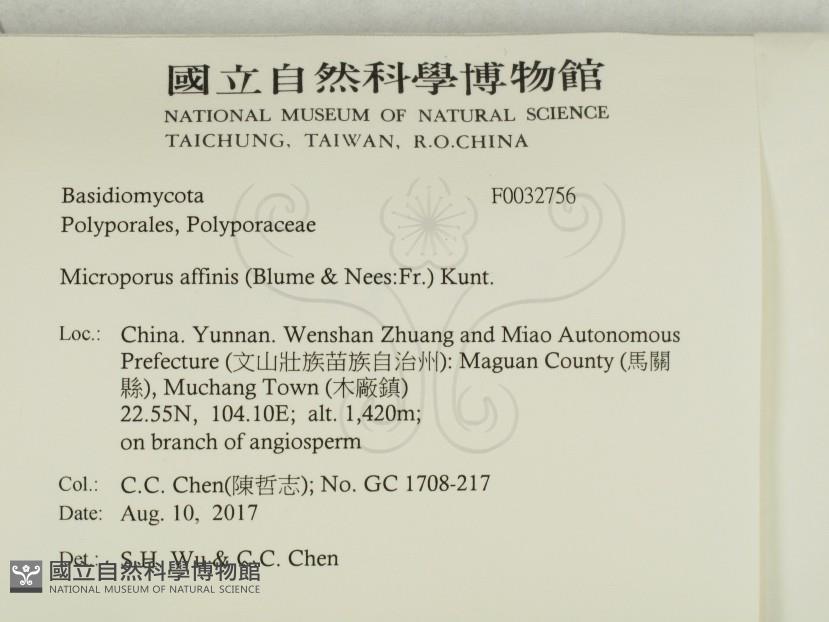 國立自然科學博物館
NATIONAL MUSEUM OF NATURAL SCIENCE
TAICHUNG, TAIWAN, R.O.CHINA
Basidiomycota F0032756
Polyporales, Polyporaceae
Microporus affinis (Blume & Nees:Fr.) Kunt.
Loc.: China. Yunnan. Wenshan Zhuang and Miao Autonomous
Prefecture (文山壯族苗族自治州): Maguan County (馬關
縣), Muchang Town (木廠鎮)
22.55N, 104.10E; alt. 1,420m;
on branch of angiosperm
Col.: C.C. Chen(陳哲志); No. GC 1708-217
Date: Aug. 10, 2017
Det.: S.H. Wu & C.C. Chen
國立自然科學博物館
NATIONAL MUSEUM OF NATURAL SCIENCE